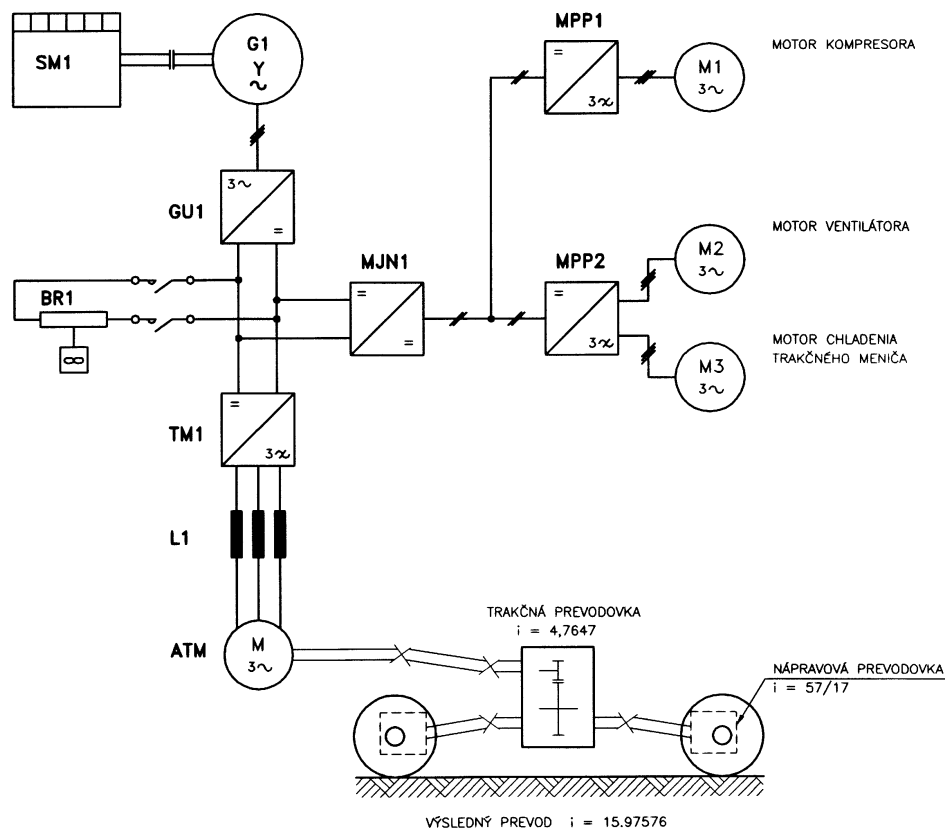 SM1
G1
Y
~
MPP1
=
3~
M1
3~
MOTOR KOMPRESORA
3~
=
GU1
MJN1
=
=
MPP2
=
3~
M2
3~
MOTOR VENTILÁTORA
BR1
∞
M3
3~
MOTOR CHLADENIA
TRAKČNÉHO MENIČA
TM1
=
3~
L1
ATM
M
3~
TRAKČNÁ PREVODOVKA
i = 4,7647
NÁPRAVOVÁ PREVODOVKA
i = 57/17
VÝSLEDNÝ PREVOD i = 15.97576